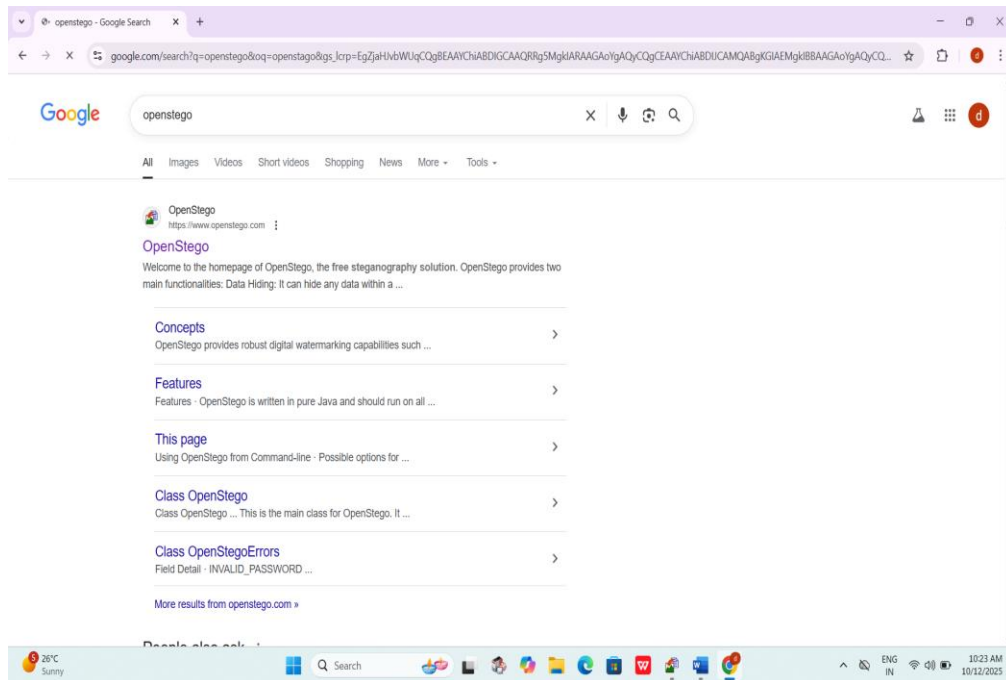 openstego - Google Search
google.com/search?q=openstego&oq=openstago&gs_lcrp=
Google
openstego
d
All Images Videos Short videos Shopping News More Tools
OpenStego
https://www.openstego.com
OpenStego
Welcome to the homepage of OpenStego, the free steganography solution. OpenStego provides two
main functionalities: Data Hiding: It can hide any data within a ...
Concepts
OpenStego provides robust digital watermarking capabilities such ...
Features
Features · OpenStego is written in pure Java and should run on all ...
This page
Using OpenStego from Command-line · Possible options for ...
Class OpenStego
Class OpenStego ... This is the main class for OpenStego. It ...
Class OpenStegoErrors
Field Detail · INVALID_PASSWORD ...
More results from openstego.com »
People also ask
5 26°C
Sunny
Search
ENG
IN
10:23 AM
10/12/2025